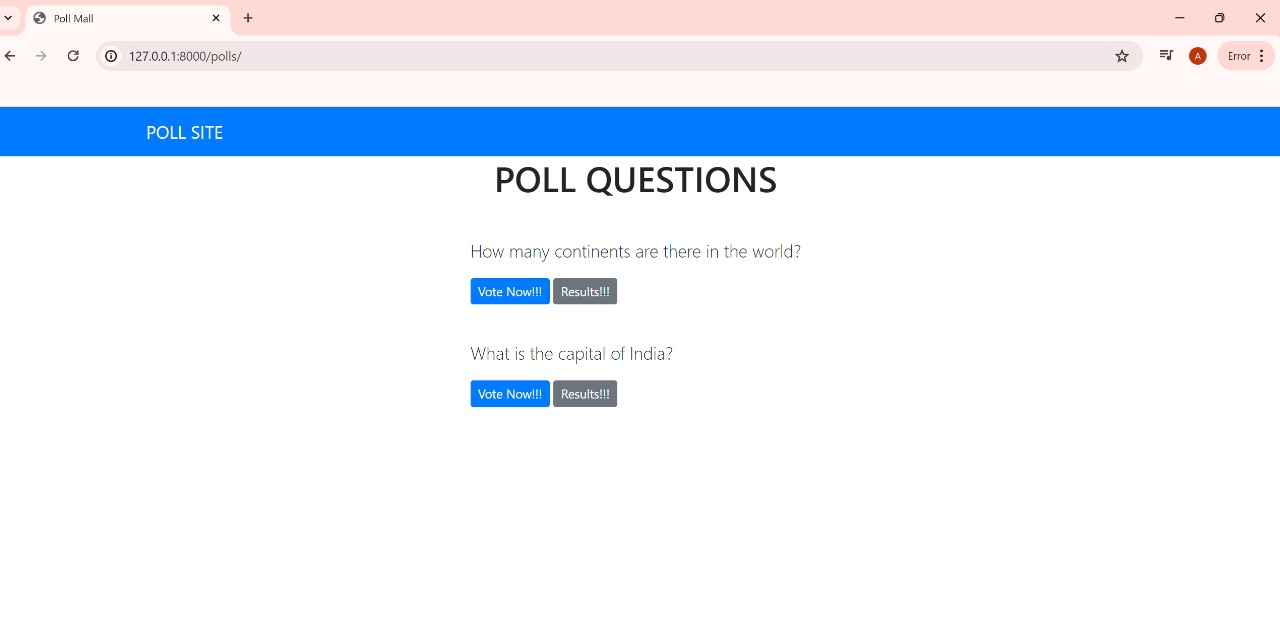 Poll Mall
127.0.0.1:8000/polls/
A
Error
POLL SITE
POLL QUESTIONS
How many continents are there in the world?
Vote Now!!! Results!!!
What is the capital of India?
Vote Now!!! Results!!!